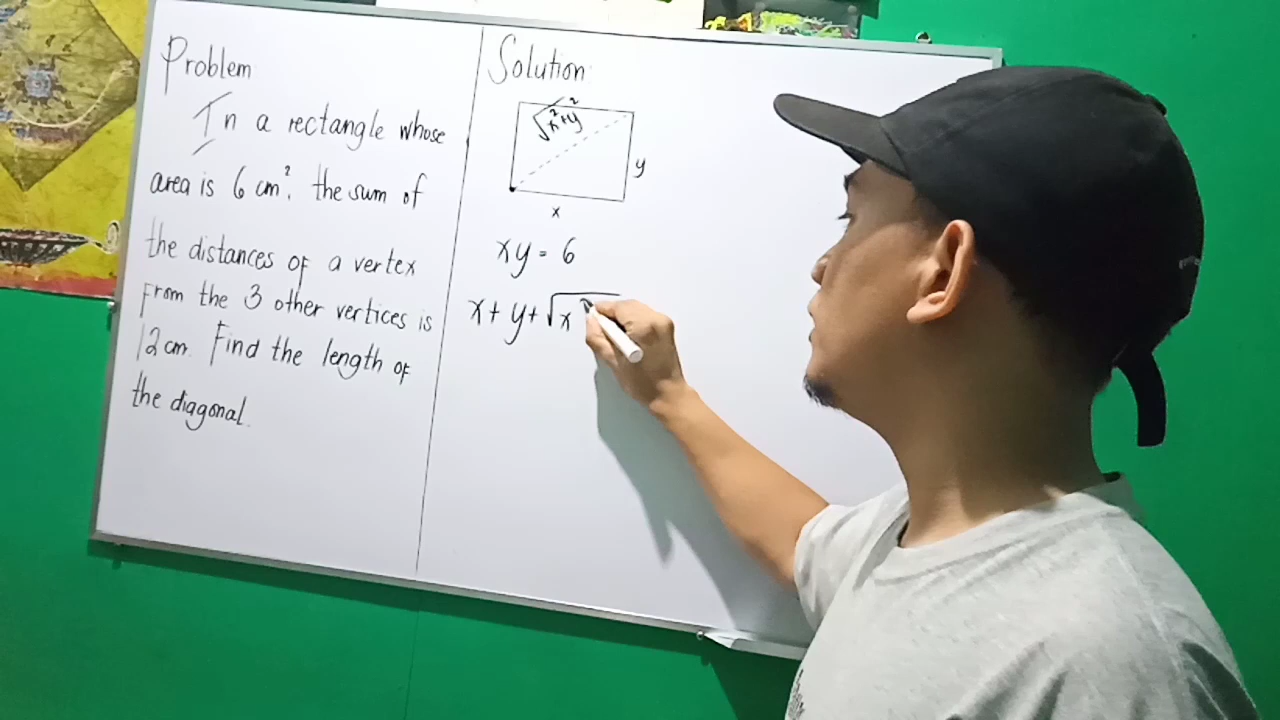 Problem
In a rectangle whose
area is 6 cm², the sum of
the distances of a vertex
from the 3 other vertices is
12 cm. Find the length of
the diagonal.
Solution:
√x²+y²
y
x
xy = 6
x + y + √x²